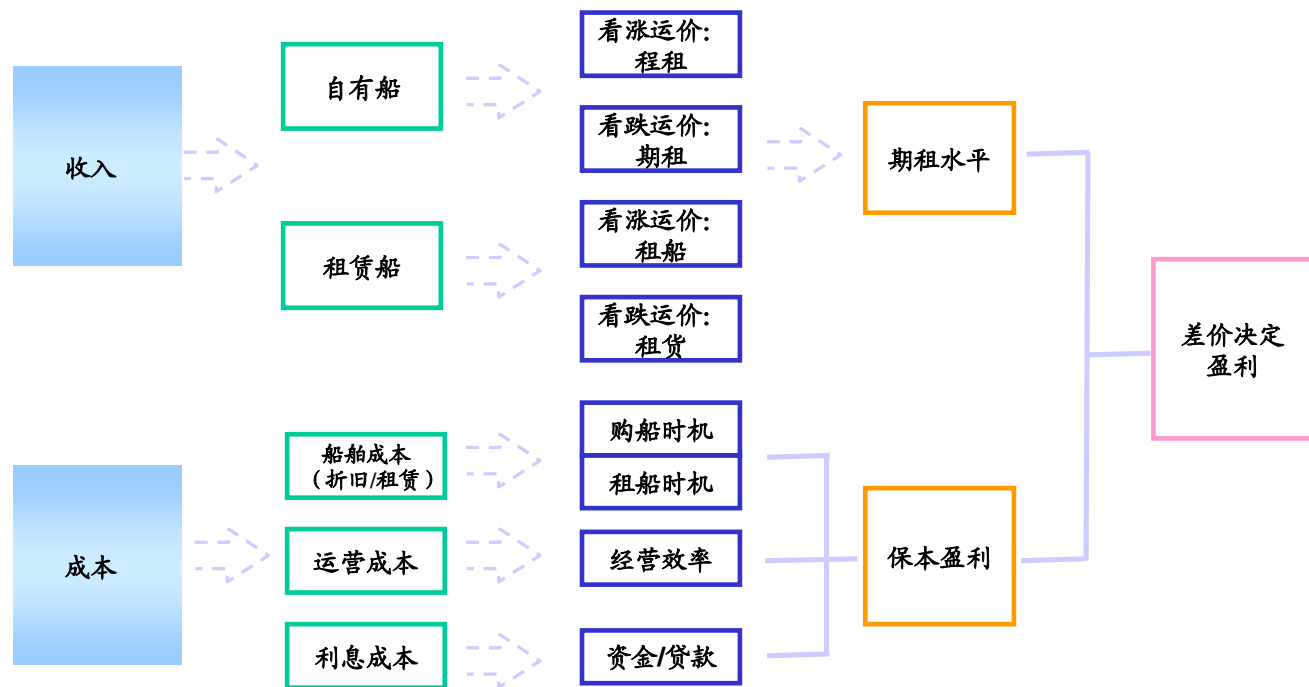 收入
自有船
租赁船
看涨运价：
程租
看跌运价：
期租
看涨运价：
租船
看跌运价：
租货
期租水平
差价决定
盈利
成本
船舶成本
（折旧/租赁）
运营成本
利息成本
购船时机
租船时机
经营效率
资金/贷款
保本盈利